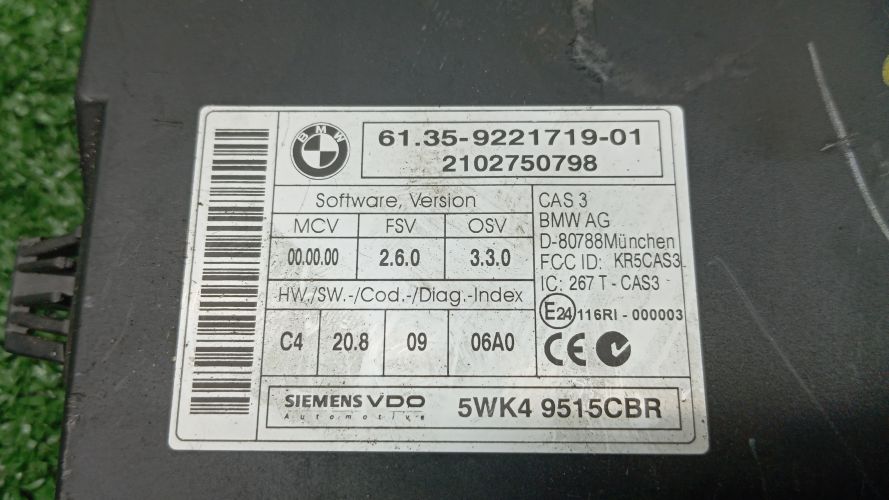 BMW
61.35-9221719-01
2102750798
Software, Version
MCV FSV OSV
00.00.00 2.6.0 3.3.0
HW./SW.-/Cod.-/Diag.-Index
C4 20.8 09 06A0
CAS 3
BMW AG
D-80788München
FCC ID: KR5CAS3
IC: 267 T - CAS3
E24 116RI - 000003
CE
SIEMENS VDO
Automotive
5WK4 9515CBR